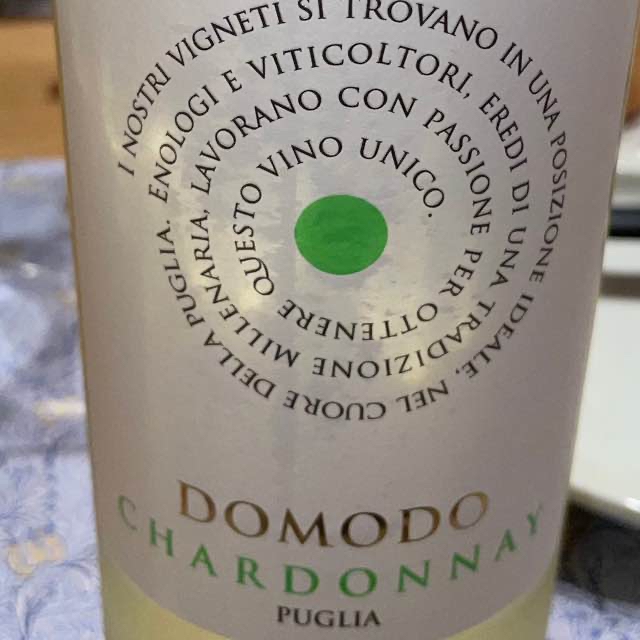 I NOSTRI VIGNETI SI TROVANO IN UNA POSIZIONE IDEALE, NEL CUORE DELLA PUGLIA. ENOLOGI E VITICOLTORI, EREDI DI UNA TRADIZIONE MILLENARIA, LAVORANO CON PASSIONE PER OTTENERE QUESTO VINO UNICO.
DOMODO
CHARDONNAY
PUGLIA